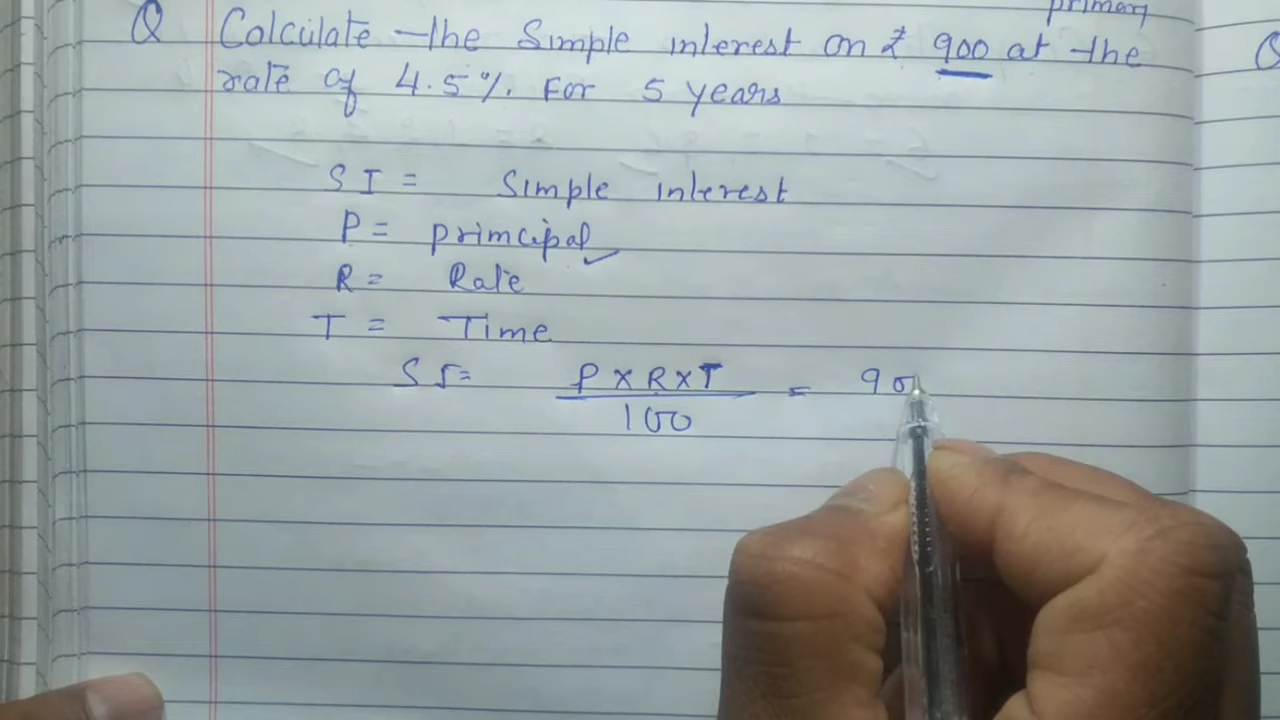 primary
Q Calculate the Simple interest on ₹ 900 at the
rate of 4.5%. For 5 years
SI = Simple interest
P = principal
R = Rate
T = Time
SI = P X R X T / 100 = 90
Q